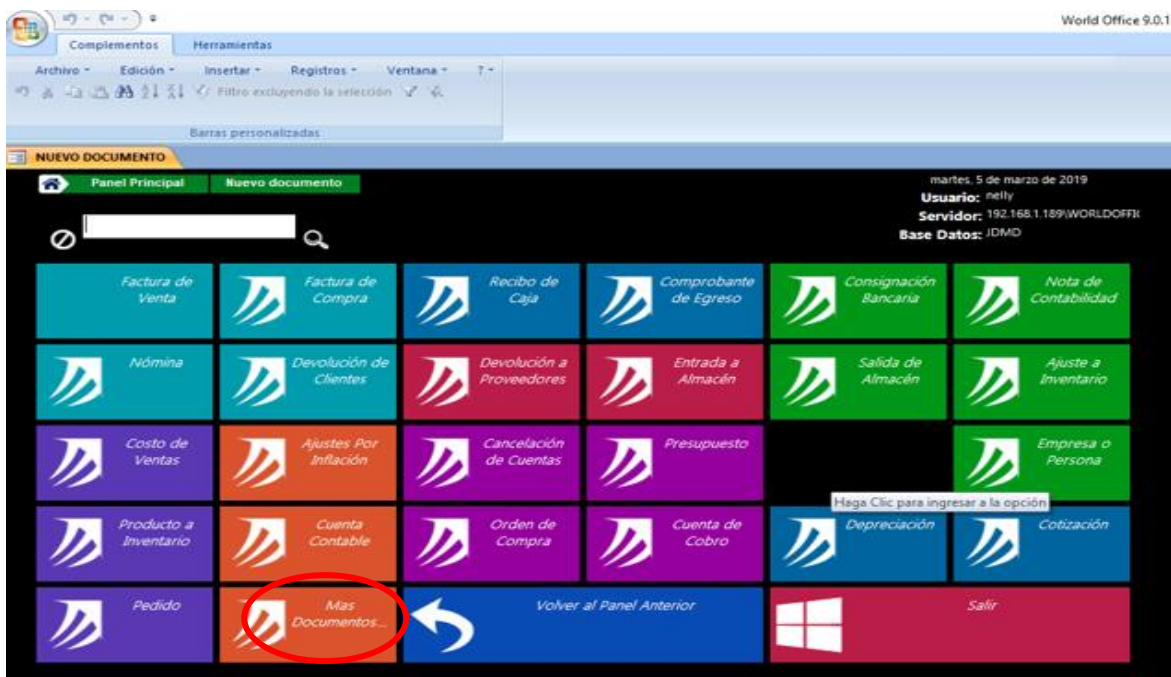 World Office 9.0.1
Complementos Herramientas
Archivo Edición Insertar Registros Ventana ?
Filtro excluyendo la selección
Barras personalizadas
NUEVO DOCUMENTO
Panel Principal Nuevo documento
martes, 5 de marzo de 2019
Usuario: nelly
Servidor: 192.168.1.189\WORLDOFFI
Base Datos: JDMD
Factura de Venta
Factura de Compra
Recibo de Caja
Comprobante de Egreso
Consignación Bancaria
Nota de Contabilidad
Nómina
Devolución de Clientes
Devolución a Proveedores
Entrada a Almacén
Salida de Almacén
Ajuste a Inventario
Costo de Ventas
Ajustes Por Inflación
Cancelación de Cuentas
Presupuesto
Empresa o Persona
Haga Clic para ingresar a la opción
Producto a Inventario
Cuenta Contable
Orden de Compra
Cuenta de Cobro
Depreciación
Cotización
Pedido
Mas Documentos...
Volver al Panel Anterior
Salir